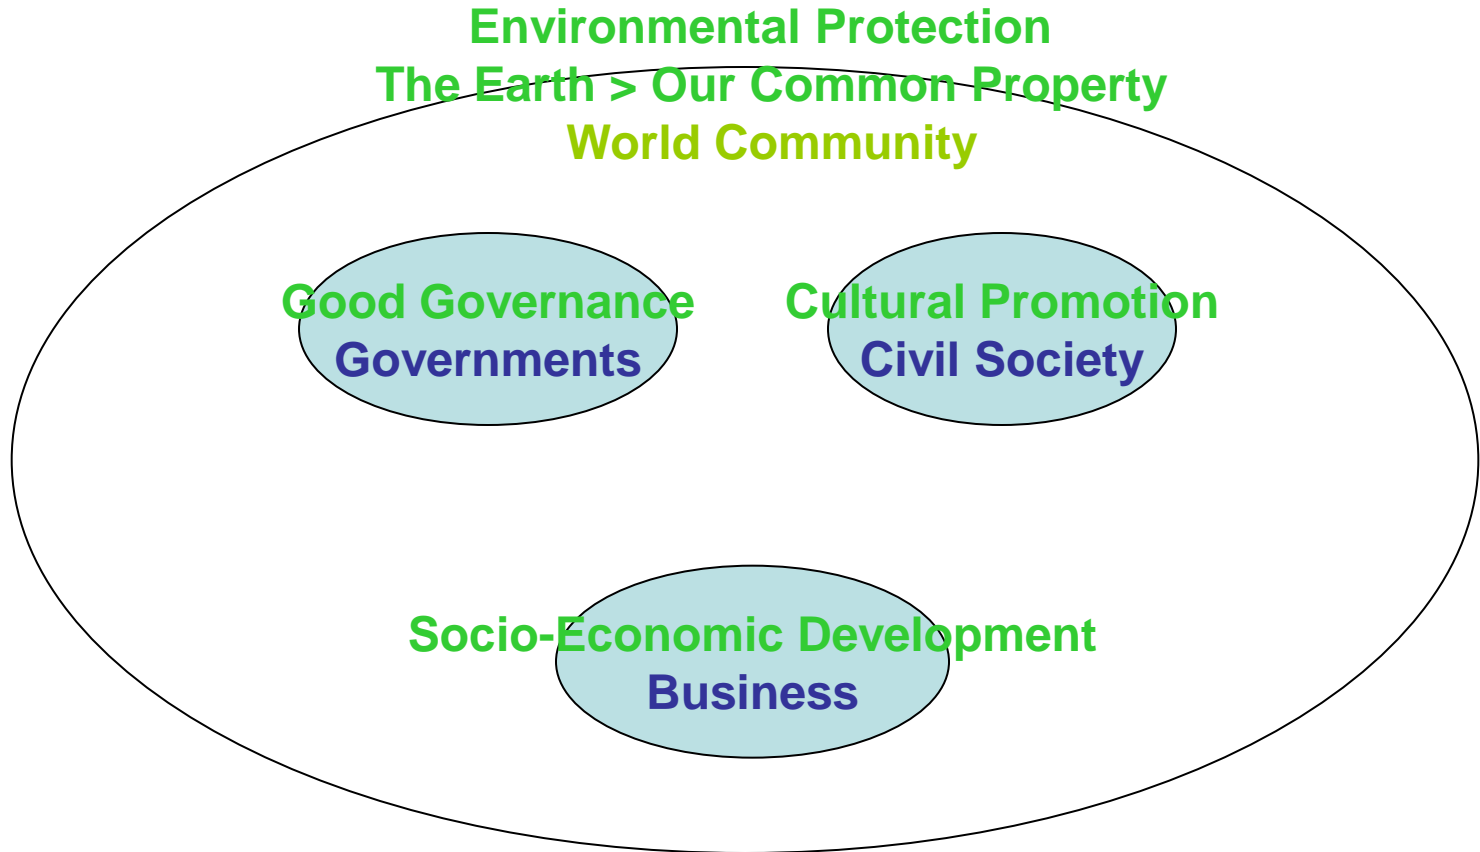 Environmental Protection
The Earth > Our Common Property
World Community
Good Governance
Governments
Cultural Promotion
Civil Society
Socio-Economic Development
Business